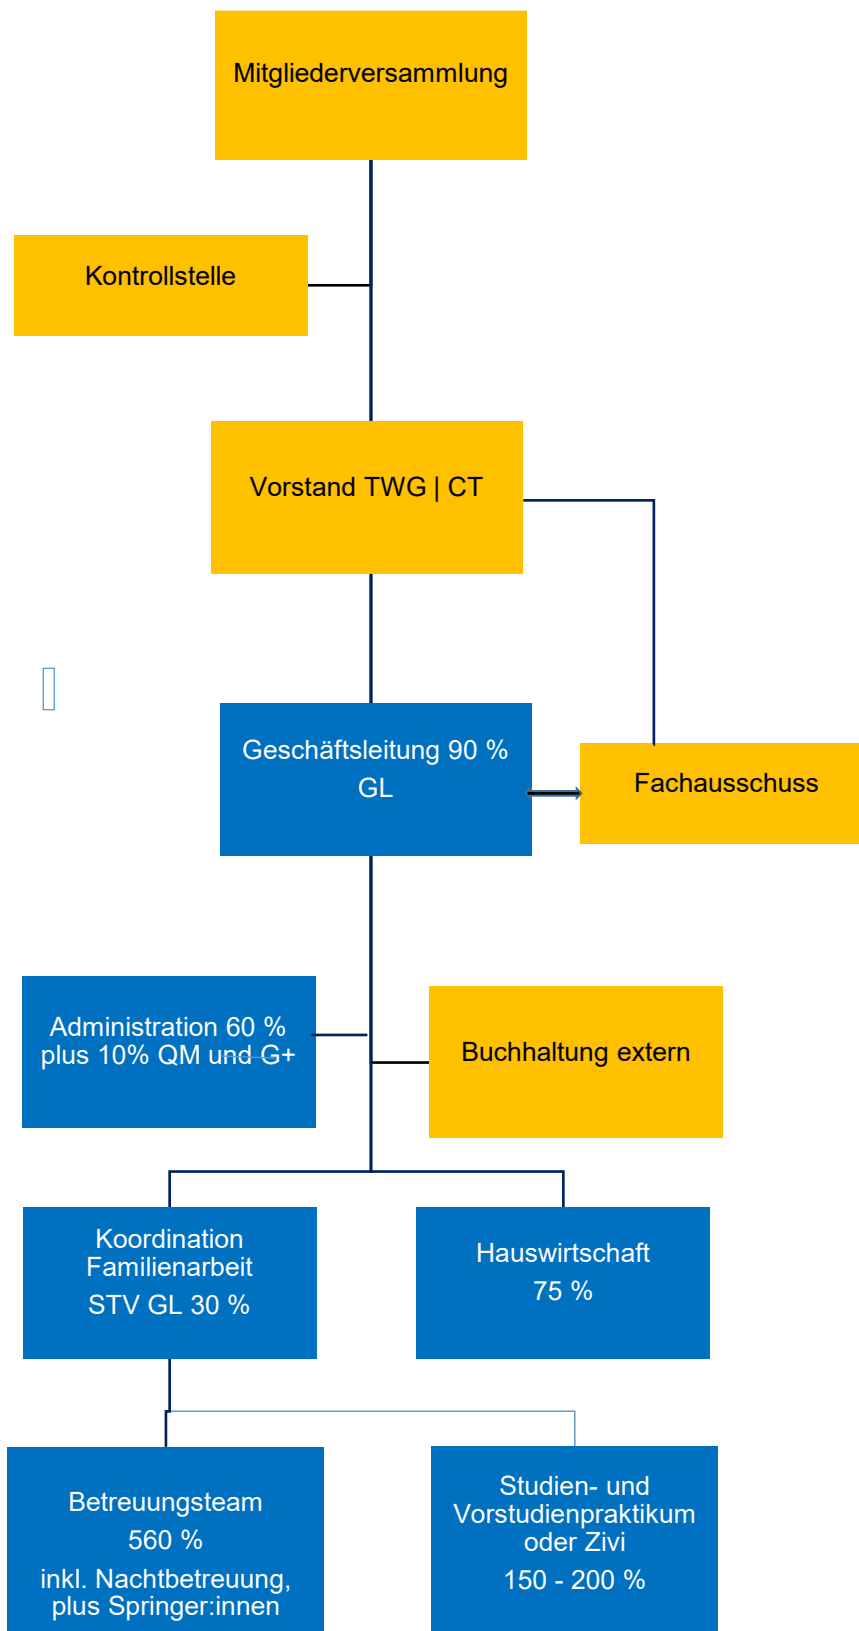 Mitgliederversammlung
Kontrollstelle
Vorstand TWG | CT
Geschäftsleitung 90 %
GL
Fachausschuss
Administration 60 %
plus 10% QM und G+
Buchhaltung extern
Koordination
Familienarbeit
STV GL 30 %
Hauswirtschaft
75 %
Betreuungsteam
560 %
inkl. Nachtbetreuung,
plus Springer:innen
Studien- und
Vorstudienpraktikum
oder Zivi
150 - 200 %